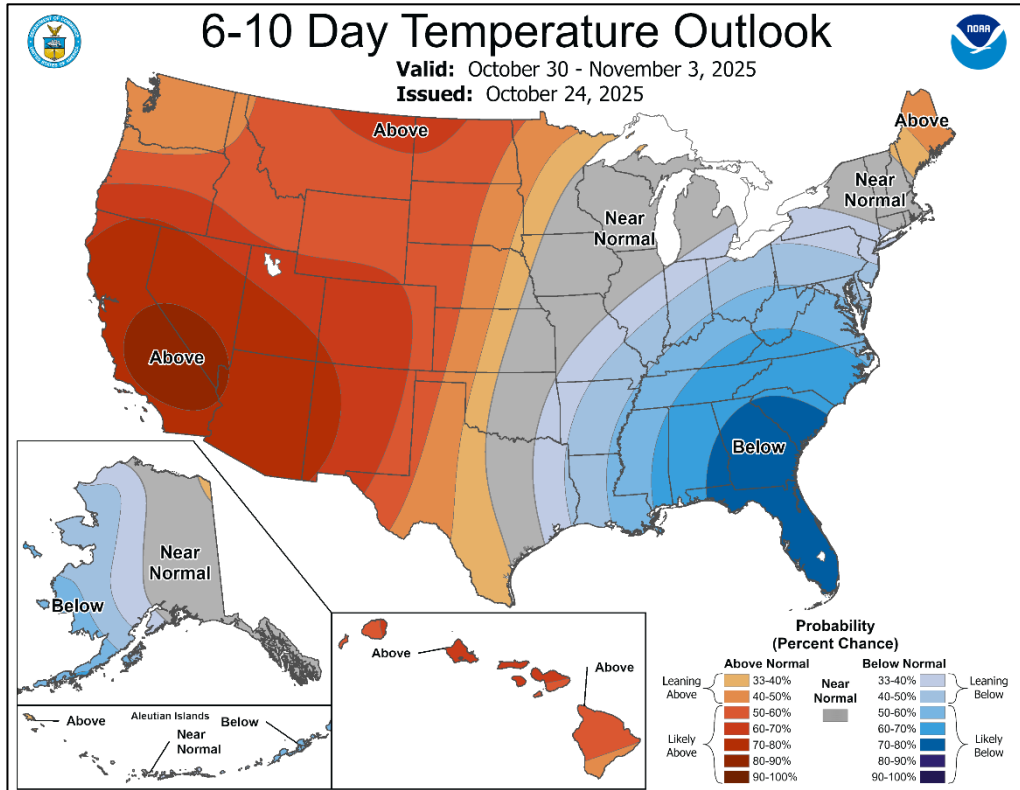 6-10 Day Temperature Outlook
Valid: October 30 - November 3, 2025
Issued: October 24, 2025
NOAA
Above
Above
Near
Normal
Near
Normal
Above
Below
Near
Normal
Below
Above
Above
Above
Aleutian Islands
Near
Normal
Below
Probability
(Percent Chance)
Above Normal
Below Normal
Leaning
Above
33-40%
40-50%
Likely
Above
50-60%
60-70%
70-80%
80-90%
90-100%
Near
Normal
33-40%
40-50%
Leaning
Below
50-60%
60-70%
70-80%
80-90%
90-100%
Likely
Below